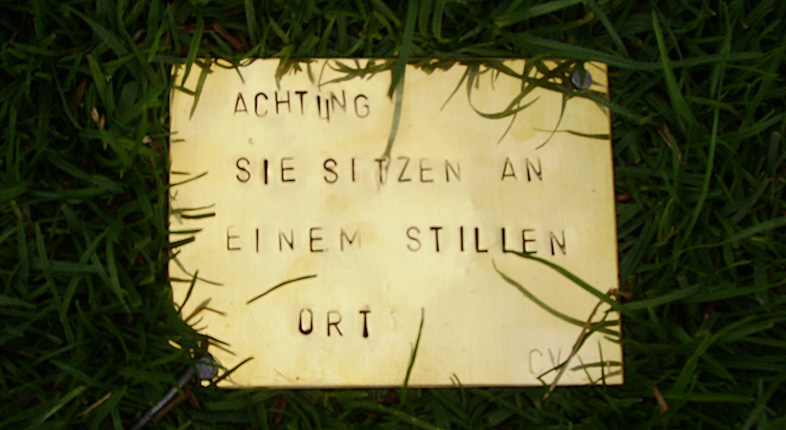 ACHTUNG
SIE SITZEN AN
EINEM STILLEN
ORT